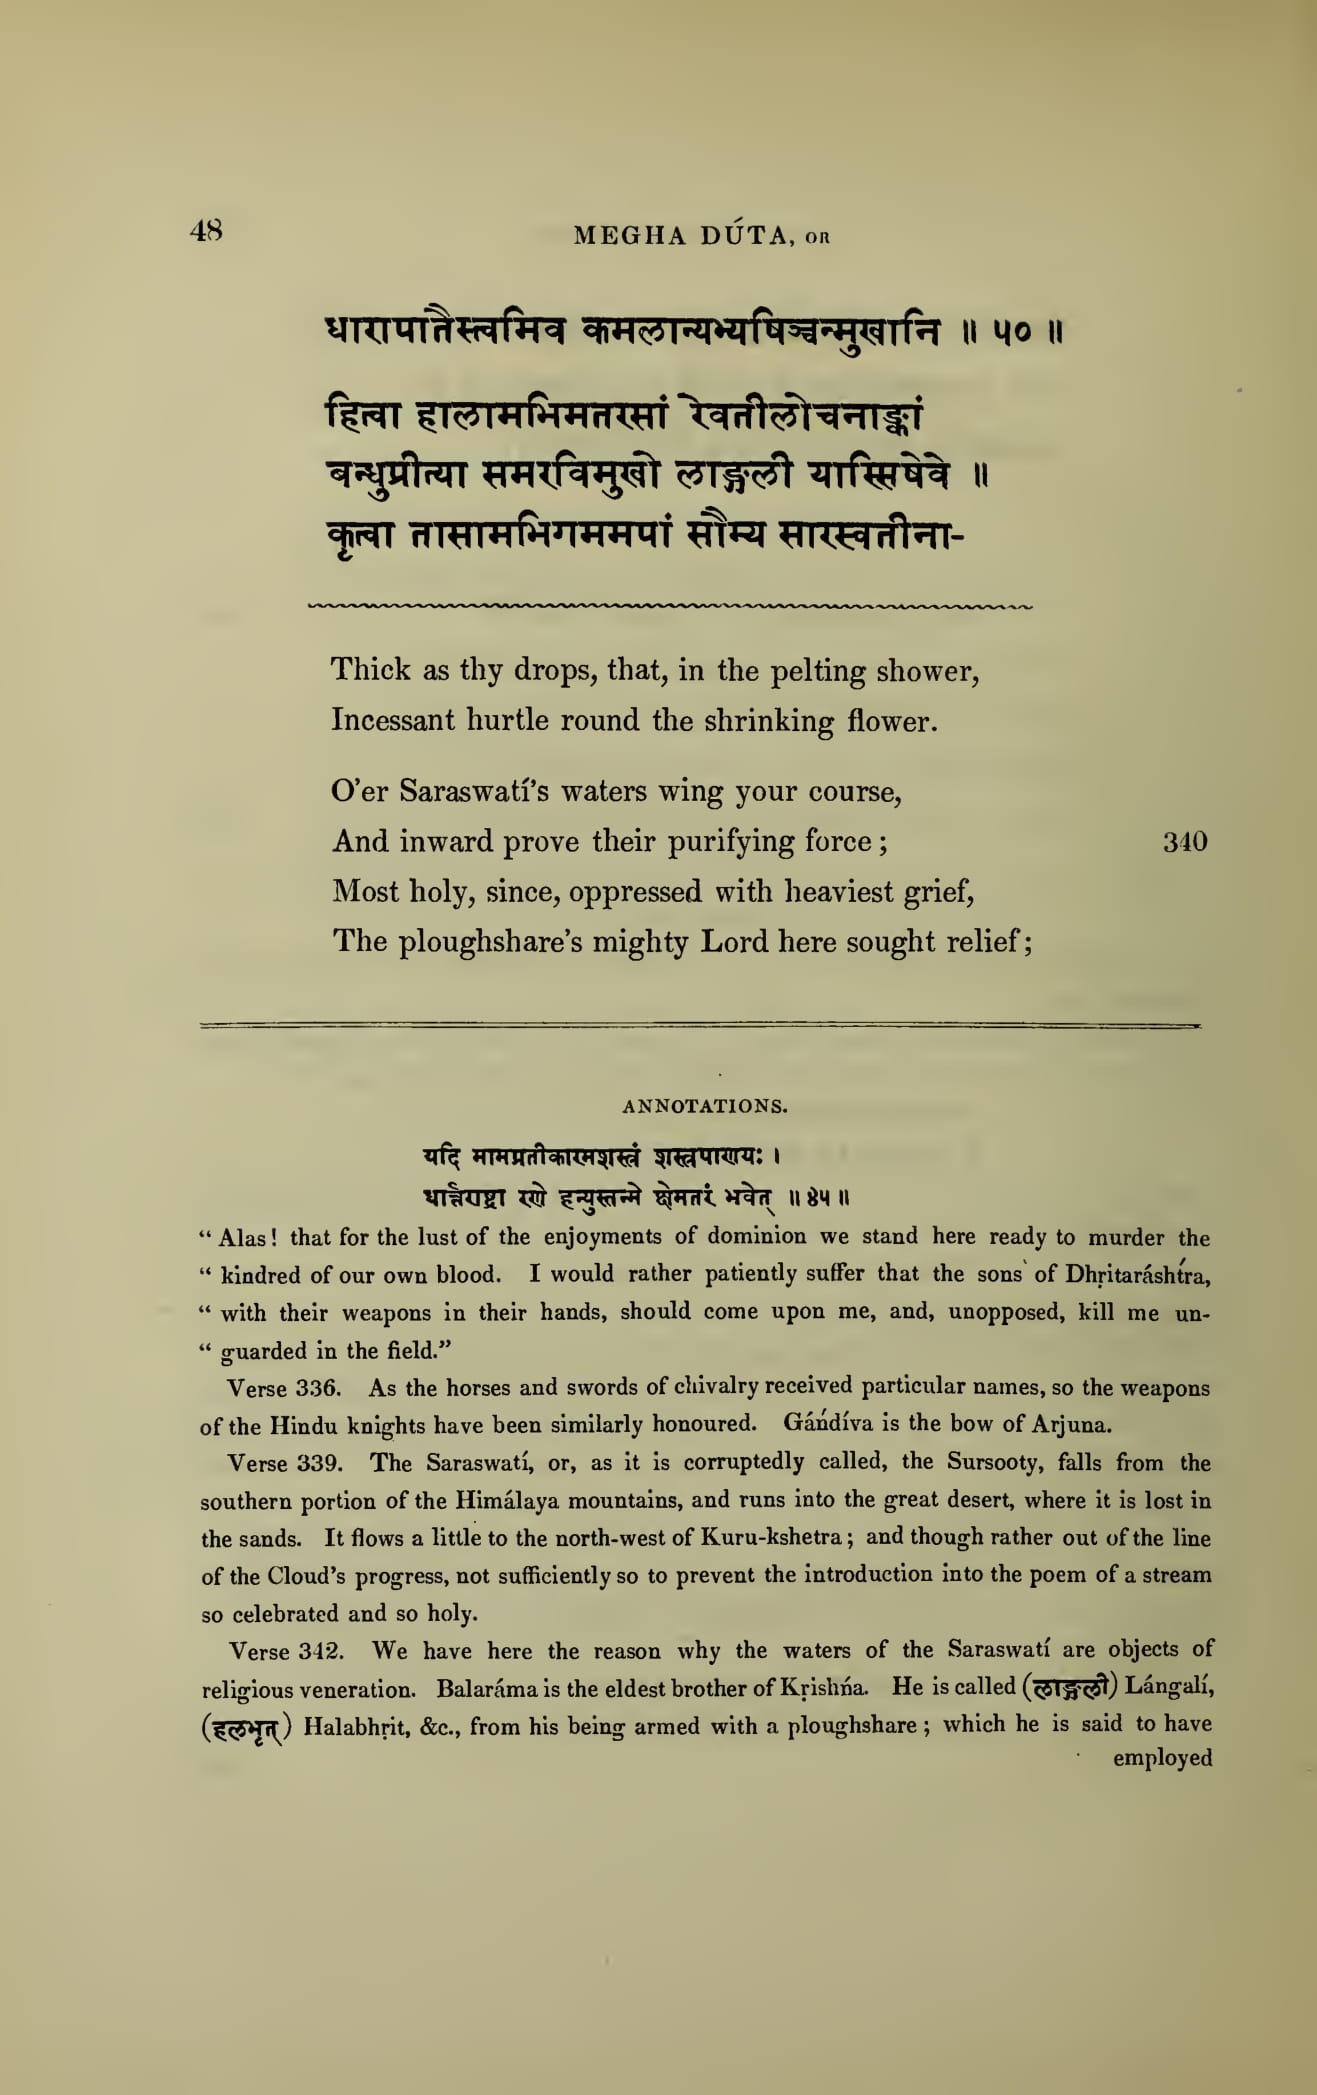 48
MEGHA DÚTA, OR
धारापातैस्त्वमिव कमलान्यभ्यषिञ्चन्मुखानि ॥ ५० ॥
हित्वा हालामभिमतरसां रेवतीलोचनाङ्कां
बन्धुप्रीत्या समरविमुखो लाङ्गली यास्सिषेवे ॥
कृत्वा तासामभिगममपां सौम्य सारस्वतीना-
Thick as thy drops, that, in the pelting shower,
Incessant hurtle round the shrinking flower.
O’er Saraswatí’s waters wing your course,
And inward prove their purifying force; 340
Most holy, since, oppressed with heaviest grief,
The ploughshare’s mighty Lord here sought relief;
ANNOTATIONS.
यदि मामप्रतीकारमशस्त्रं शस्त्रपाणयः ।
धार्त्तराष्ट्रा रणे हन्युस्तन्मे क्षेमतरं भवेत् ॥ ४५ ॥
“ Alas! that for the lust of the enjoyments of dominion we stand here ready to murder the
“ kindred of our own blood. I would rather patiently suffer that the sons of Dhṛitarásht́ra,
“ with their weapons in their hands, should come upon me, and, unopposed, kill me un-
“ guarded in the field.”
Verse 336. As the horses and swords of chivalry received particular names, so the weapons
of the Hindu knights have been similarly honoured. Gáńdíva is the bow of Arjuna.
Verse 339. The Saraswatí, or, as it is corruptedly called, the Sursooty, falls from the
southern portion of the Himálaya mountains, and runs into the great desert, where it is lost in
the sands. It flows a little to the north-west of Kuru-kshetra; and though rather out of the line
of the Cloud’s progress, not sufficiently so to prevent the introduction into the poem of a stream
so celebrated and so holy.
Verse 342. We have here the reason why the waters of the Saraswatí are objects of
religious veneration. Balaráma is the eldest brother of Kṛishńa. He is called (लाङ्गली) Lángalí,
(हलभृत्) Halabhṛit, &c., from his being armed with a ploughshare; which he is said to have
employed